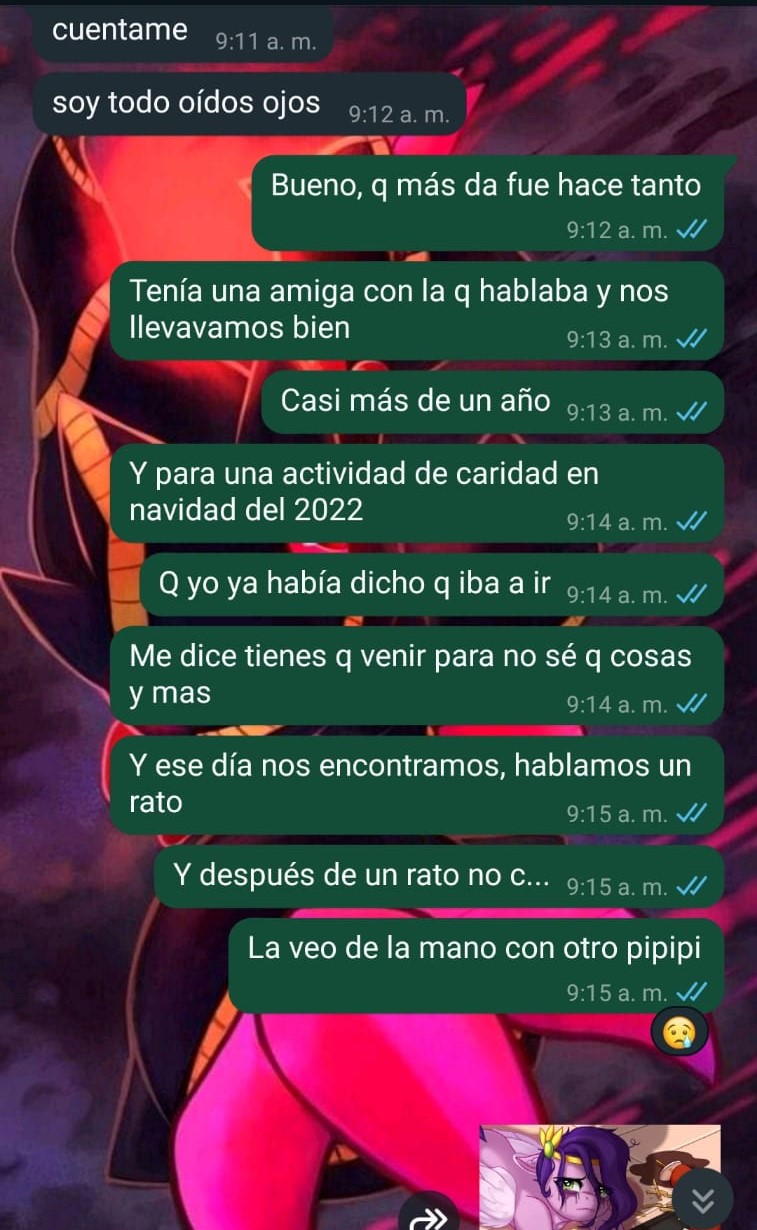 cuentame 9:11 a. m.
soy todo oídos ojos 9:12 a. m.
Bueno, q más da fue hace tanto
9:12 a. m.
Tenía una amiga con la q hablaba y nos
llevavamos bien
9:13 a. m.
Casi más de un año 9:13 a. m.
Y para una actividad de caridad en
navidad del 2022
9:14 a. m.
Q yo ya había dicho q iba a ir 9:14 a. m.
Me dice tienes q venir para no sé q cosas
y mas
9:14 a. m.
Y ese día nos encontramos, hablamos un
rato
9:15 a. m.
Y después de un rato no c... 9:15 a. m.
La veo de la mano con otro pipipi
9:15 a. m.